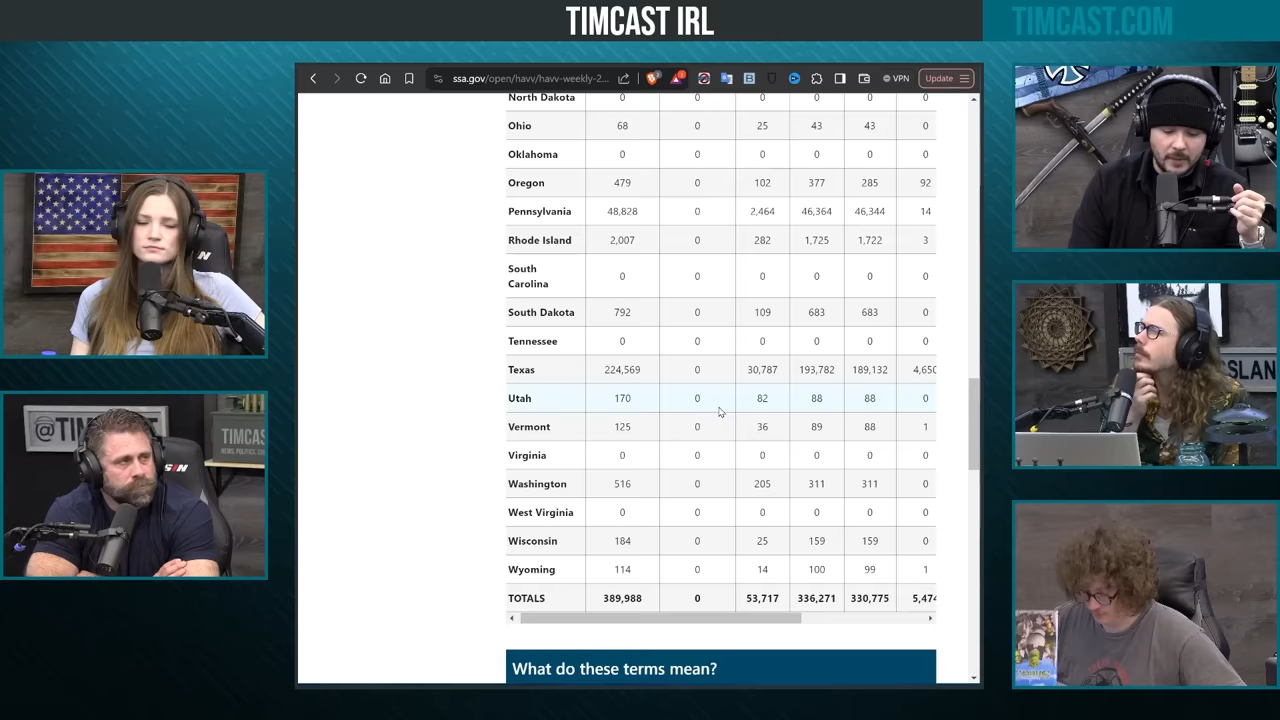 TIMCAST IRL
TIMCAST.COM
ssa.gov/open/havv/havv-weekly-2...
VPN
Update
North Dakota 0 0 0 0 0 0
Ohio 68 0 25 43 43 0
Oklahoma 0 0 0 0 0 0
Oregon 479 0 102 377 285 92
Pennsylvania 48,828 0 2,464 46,364 46,344 14
Rhode Island 2,007 0 282 1,725 1,722 3
South
Carolina 0 0 0 0 0 0
South Dakota 792 0 109 683 683 0
Tennessee 0 0 0 0 0 0
Texas 224,569 0 30,787 193,782 189,132 4,650
Utah 170 0 82 88 88 0
Vermont 125 0 36 89 88 1
Virginia 0 0 0 0 0 0
Washington 516 0 205 311 311 0
West Virginia 0 0 0 0 0 0
Wisconsin 184 0 25 159 159 0
Wyoming 114 0 14 100 99 1
TOTALS 389,988 0 53,717 336,271 330,775 5,474
What do these terms mean?
@TIM
TIMCAST
SLAN